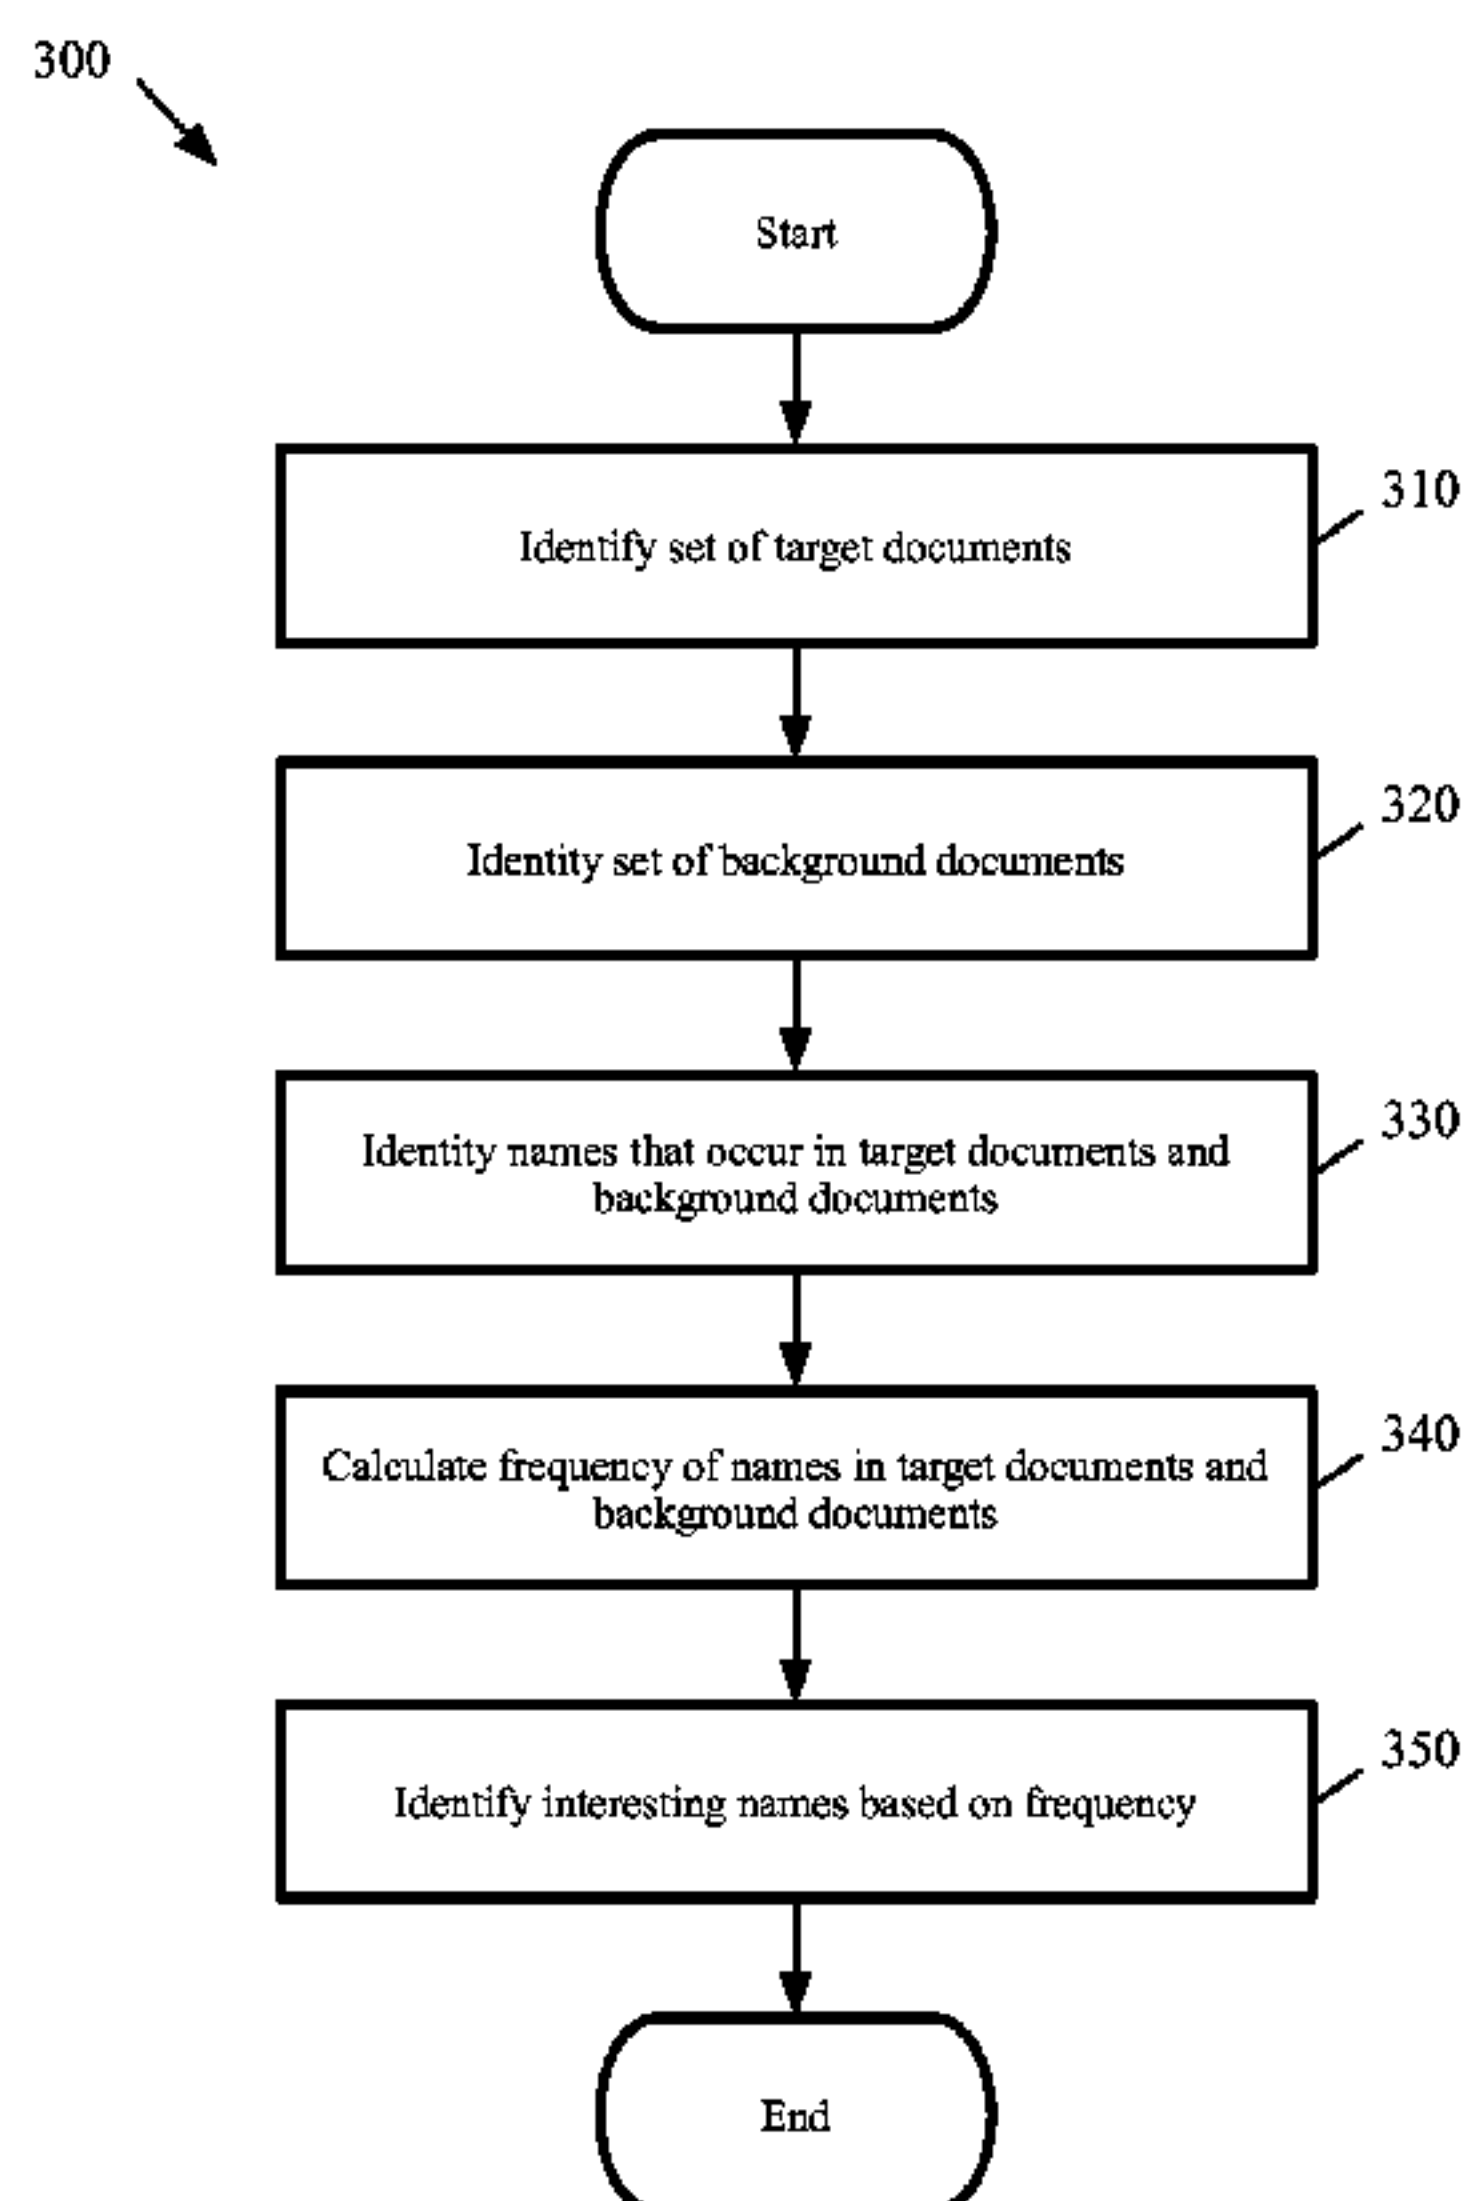 300
Start
310
Identify set of target documents
320
Identity set of background documents
330
Identity names that occur in target documents and
background documents
340
Calculate frequency of names in target documents and
background documents
350
Identify interesting names based on frequency
End